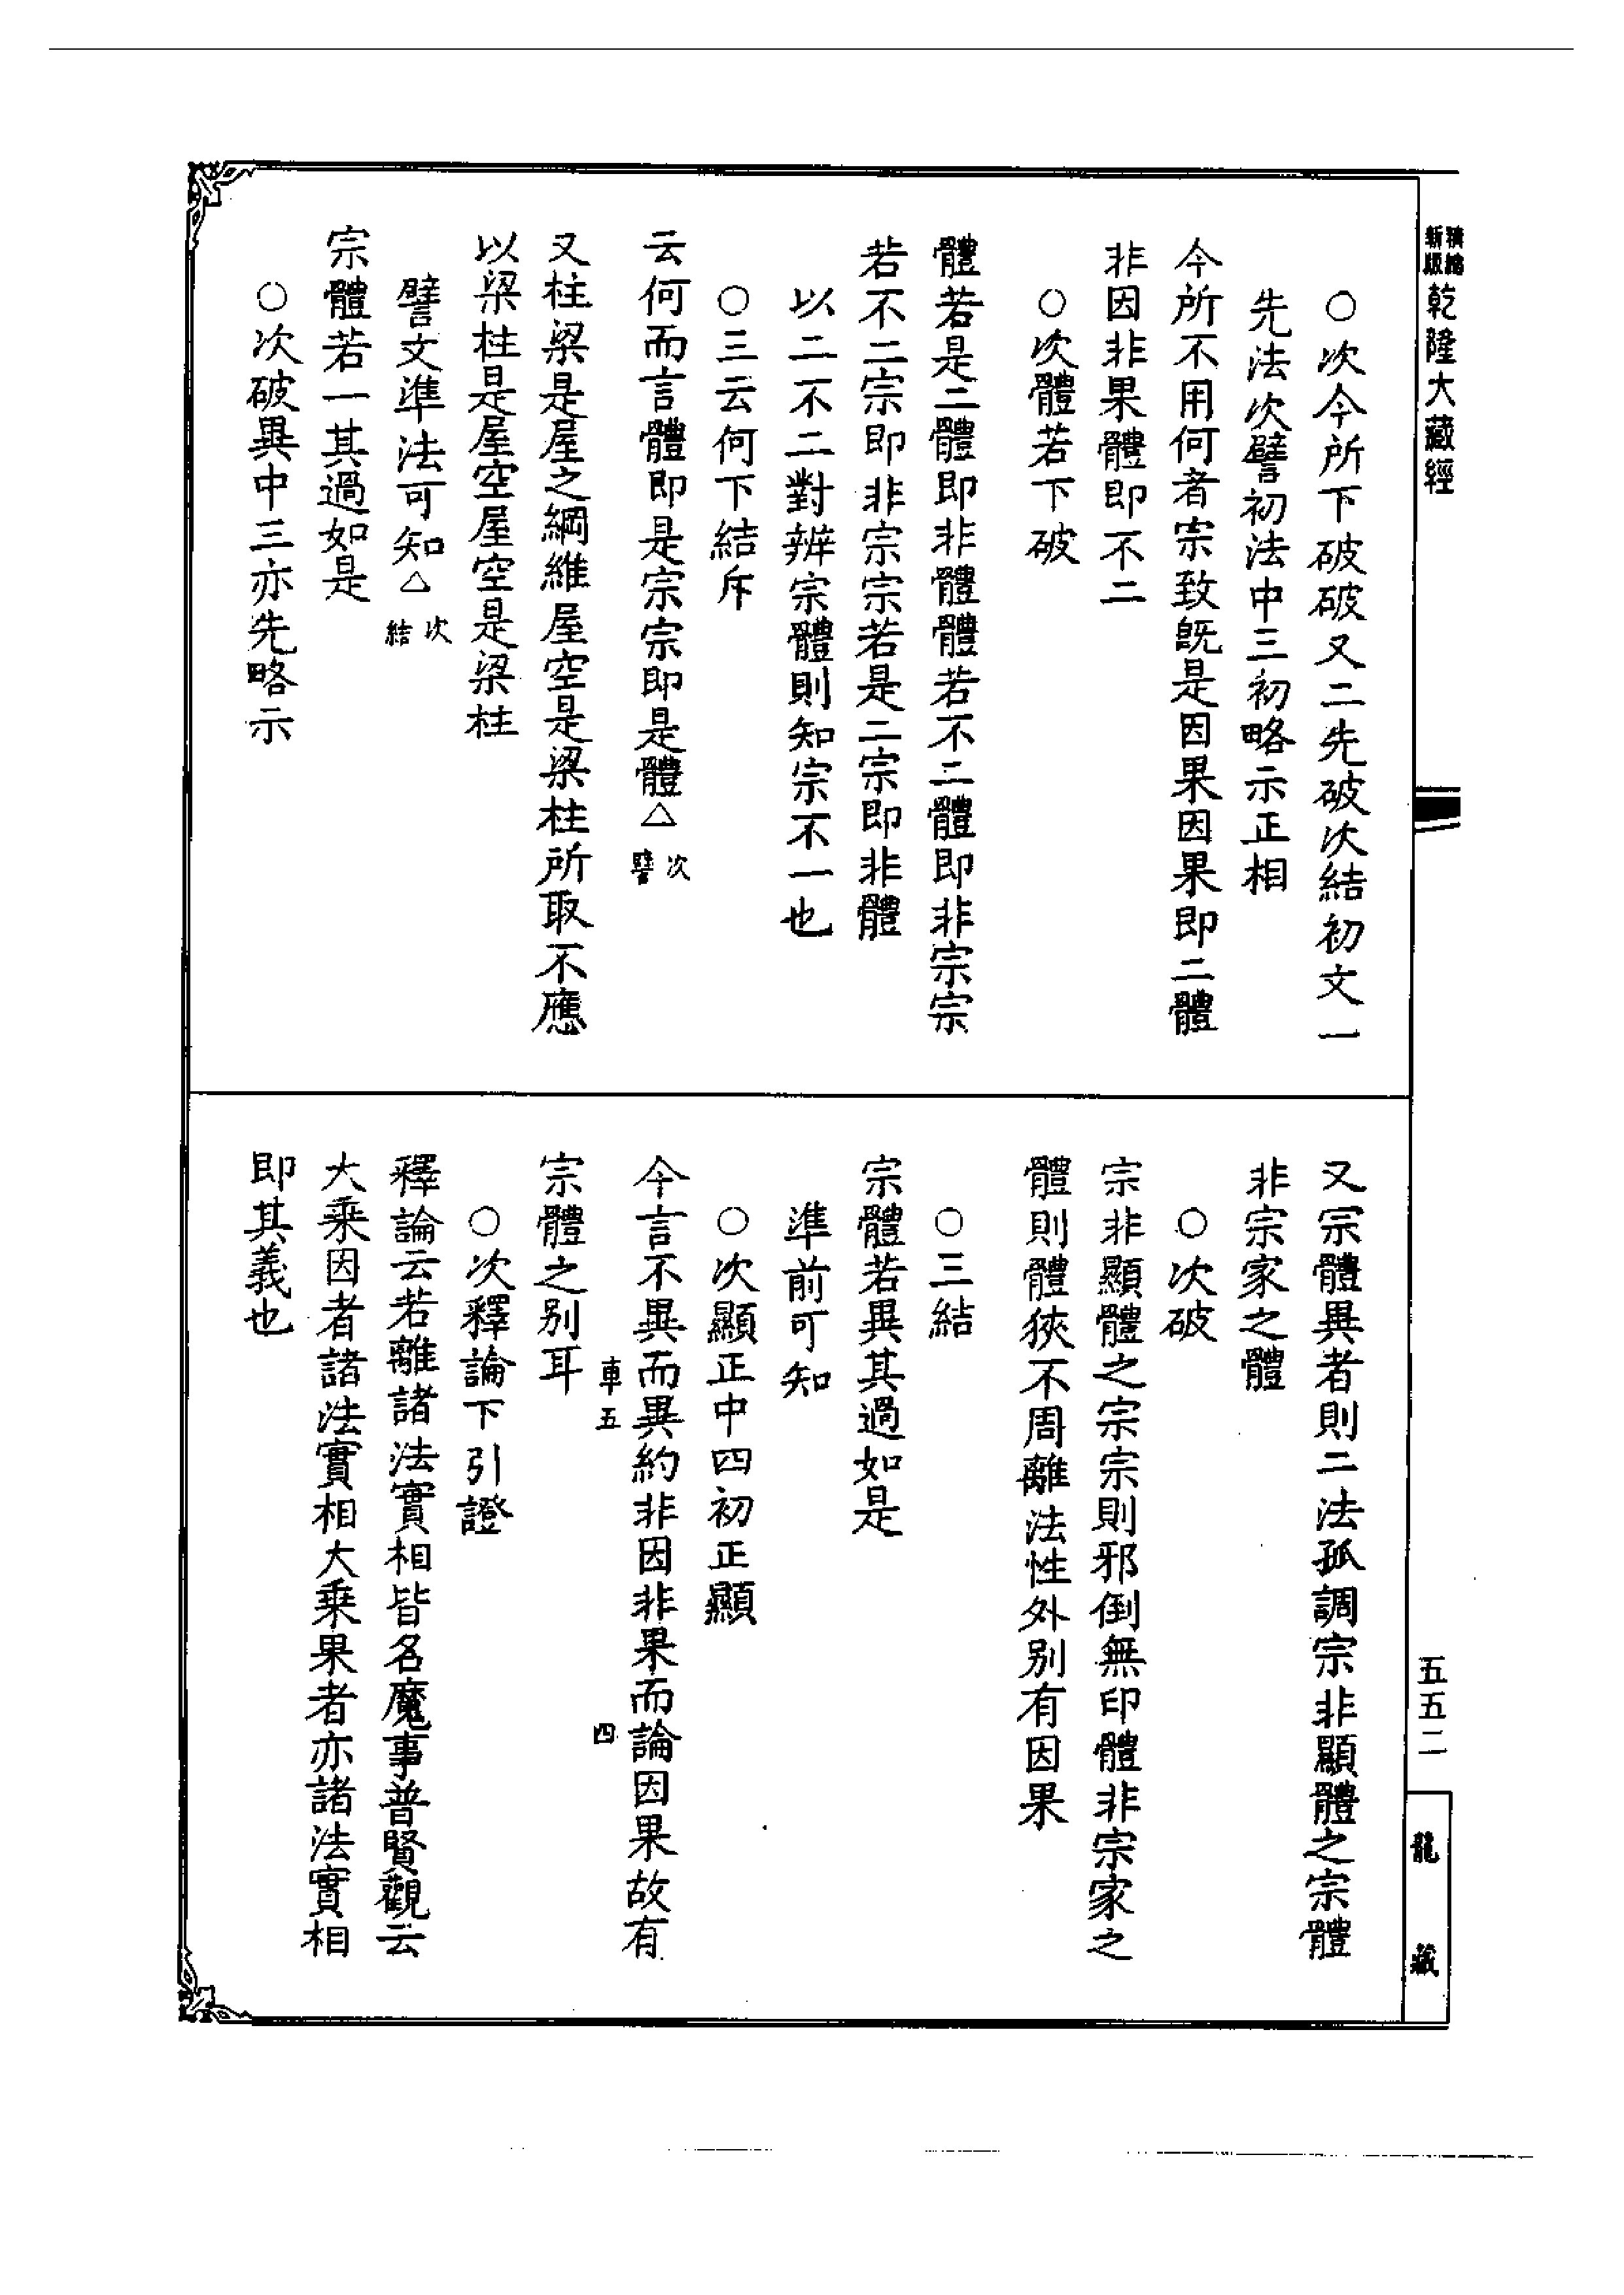 精縮新版乾隆大藏經
五五二
龍藏
○次今所下破破又二先破次結初文一
先法次譬初法中三初略示正相
今所不用何者宗致旣是因果因果即二體
非因非果體即不二
○次體若下破
體若是二體即非體體若不二體即非宗宗
若不二宗即非宗宗若是二宗即非體
以二不二對辨宗體則知宗不一也
○三云何下結斥
云何而言體即是宗宗即是體△次譬
又柱梁是屋之綱維屋空是梁柱所取不應
以梁柱是屋空屋空是梁柱
譬文準法可知△次結
宗體若一其過如是
○次破異中三亦先略示
又宗體異者則二法孤調宗非顯體之宗體
非宗家之體
○次破
宗非顯體之宗宗則邪倒無印體非宗家之
體則體狹不周離法性外别有因果
○三結
宗體若異其過如是
準前可知
○次顯正中四初正顯
今言不異而異約非因非果而論因果故有
車五 四
宗體之别耳
○次釋論下引證
釋論云若離諸法實相皆名魔事普賢觀云
大乘因者諸法實相大乘果者亦諸法實相
即其義也